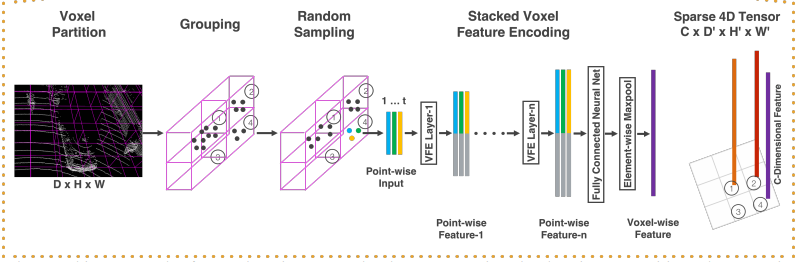 Voxel
Partition
Grouping
Random
Sampling
Stacked Voxel
Feature Encoding
Sparse 4D Tensor
C x D' x H' x W'
D x H x W
1
2
3
4
1
2
3
4
1 ... t
Point-wise
Input
VFE Layer-1
Point-wise
Feature-1
VFE Layer-n
Point-wise
Feature-n
Fully Connected Neural Net
Element-wise Maxpool
Voxel-wise
Feature
C-Dimensional Feature
1
2
3
4